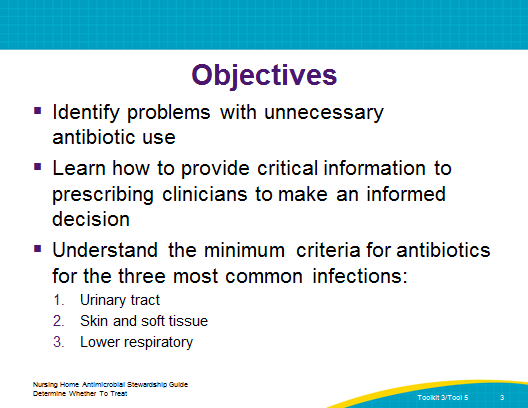 Objectives
▪ Identify problems with unnecessary
antibiotic use
▪ Learn how to provide critical information to
prescribing clinicians to make an informed
decision
▪ Understand the minimum criteria for antibiotics
for the three most common infections:
1. Urinary tract
2. Skin and soft tissue
3. Lower respiratory
Nursing Home Antimicrobial Stewardship Guide
Determine Whether To Treat
Toolkit 3/Tool 5 3